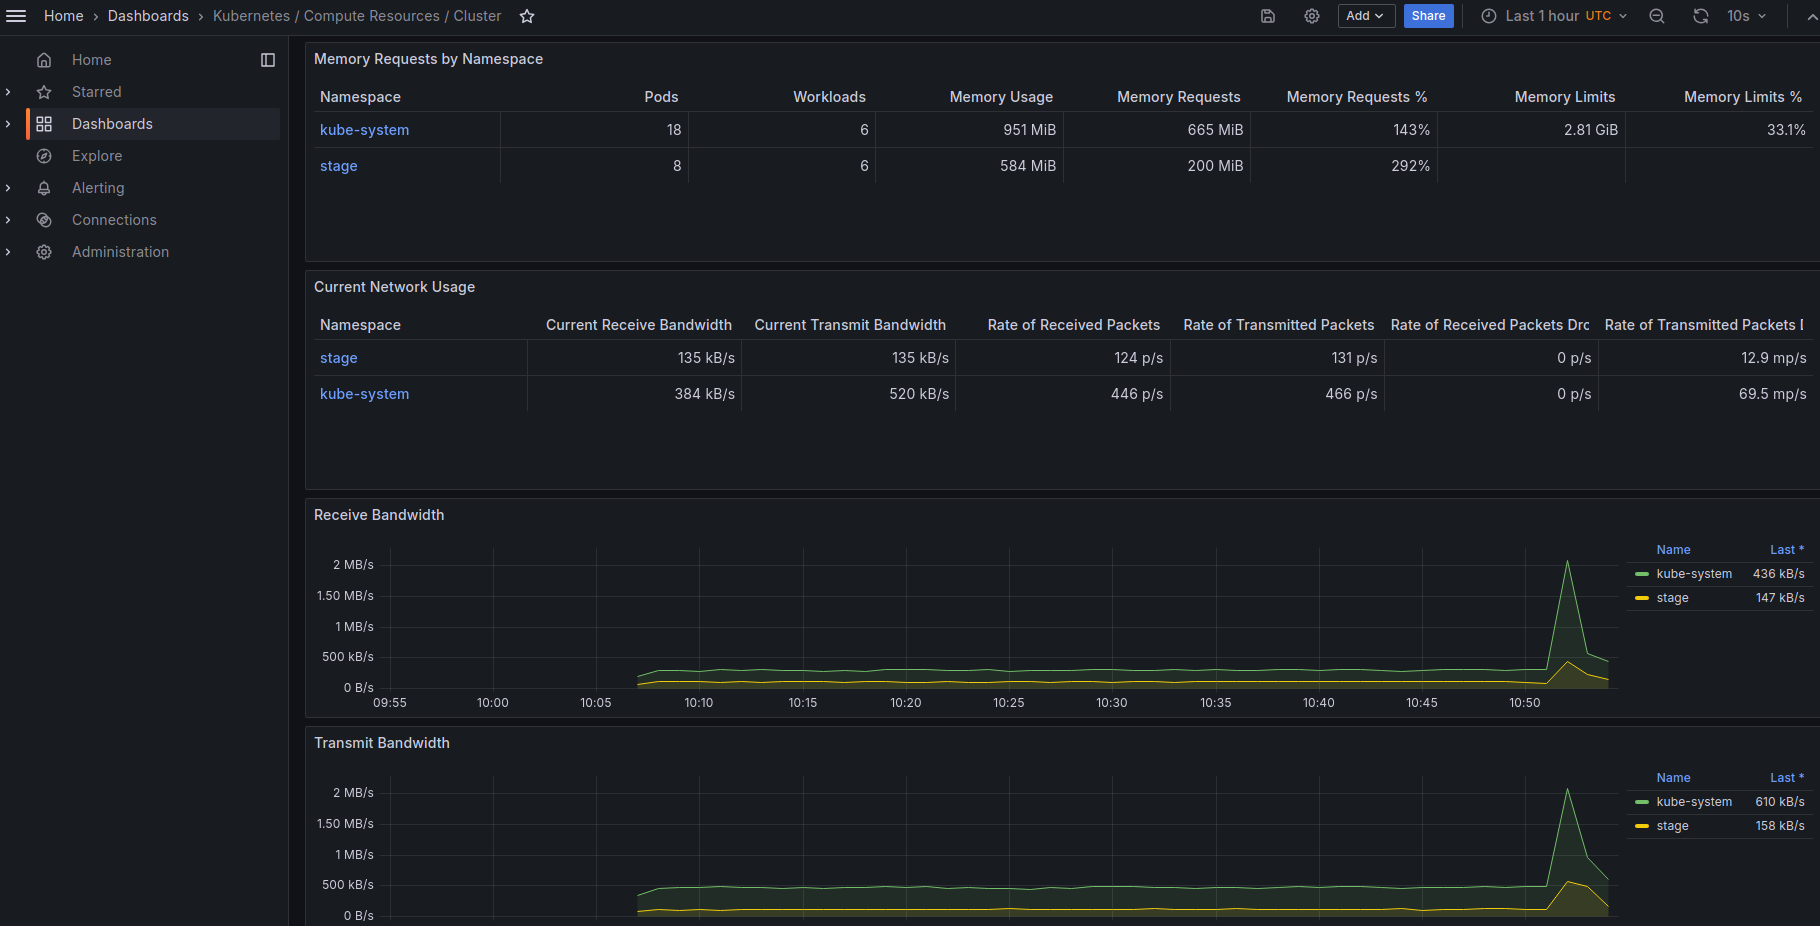 Home › Dashboards › Kubernetes / Compute Resources / Cluster
Add
Share
Last 1 hour UTC
10s
Home
Starred
Dashboards
Explore
Alerting
Connections
Administration
Memory Requests by Namespace
Namespace Pods Workloads Memory Usage Memory Requests Memory Requests % Memory Limits Memory Limits %
kube-system 18 6 951 MiB 665 MiB 143% 2.81 GiB 33.1%
stage 8 6 584 MiB 200 MiB 292%
Current Network Usage
Namespace Current Receive Bandwidth Current Transmit Bandwidth Rate of Received Packets Rate of Transmitted Packets Rate of Received Packets Drc Rate of Transmitted Packets
stage 135 kB/s 135 kB/s 124 p/s 131 p/s 0 p/s 12.9 mp/s
kube-system 384 kB/s 520 kB/s 446 p/s 466 p/s 0 p/s 69.5 mp/s
Receive Bandwidth
2 MB/s
1.50 MB/s
1 MB/s
500 kB/s
0 B/s
09:55 10:00 10:05 10:10 10:15 10:20 10:25 10:30 10:35 10:40 10:45 10:50
Name Last *
kube-system 436 kB/s
stage 147 kB/s
Transmit Bandwidth
2 MB/s
1.50 MB/s
1 MB/s
500 kB/s
0 B/s
Name Last *
kube-system 610 kB/s
stage 158 kB/s